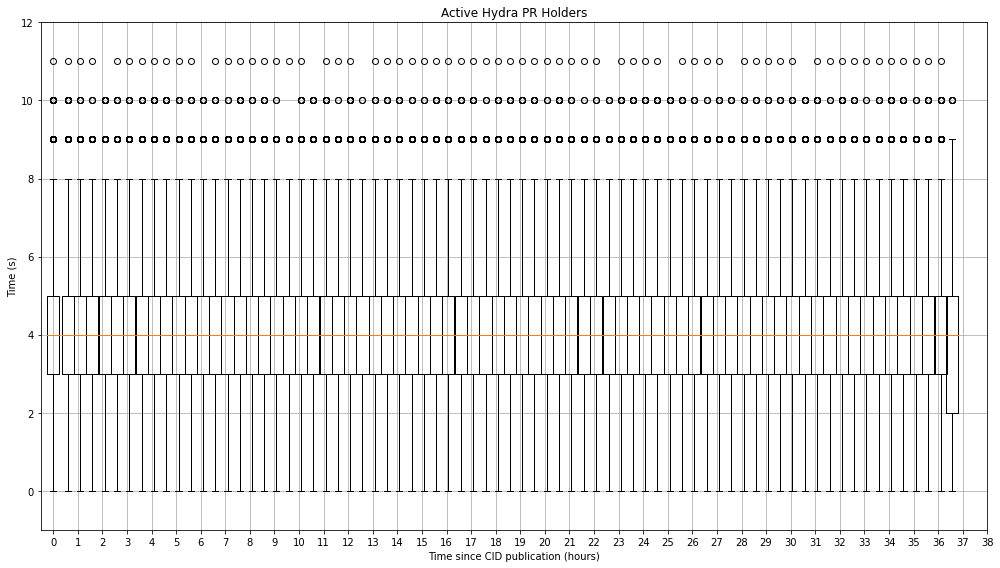 Active Hydra PR Holders
12
10
8
6
4
2
0
Time (s)
0 1 2 3 4 5 6 7 8 9 10 11 12 13 14 15 16 17 18 19 20 21 22 23 24 25 26 27 28 29 30 31 32 33 34 35 36 37 38
Time since CID publication (hours)